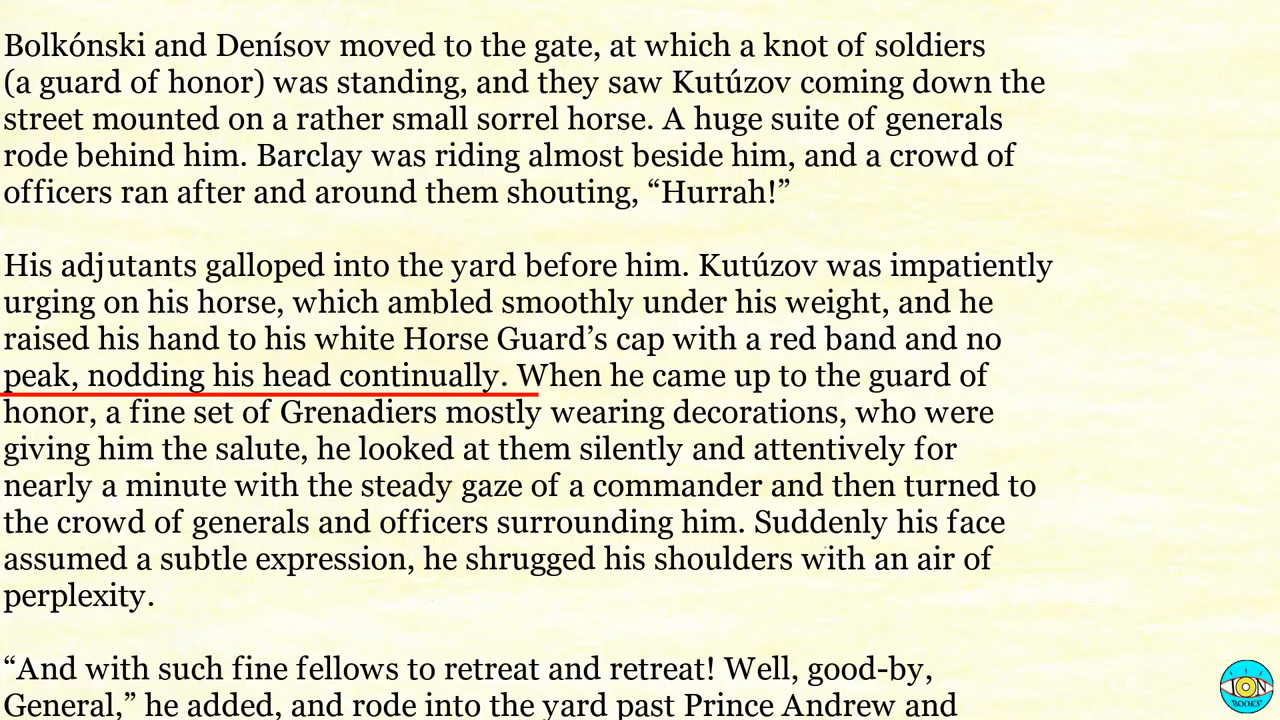 Bolkónski and Denísov moved to the gate, at which a knot of soldiers
(a guard of honor) was standing, and they saw Kutúzov coming down the
street mounted on a rather small sorrel horse. A huge suite of generals
rode behind him. Barclay was riding almost beside him, and a crowd of
officers ran after and around them shouting, “Hurrah!”
His adjutants galloped into the yard before him. Kutúzov was impatiently
urging on his horse, which ambled smoothly under his weight, and he
raised his hand to his white Horse Guard’s cap with a red band and no
peak, nodding his head continually. When he came up to the guard of
honor, a fine set of Grenadiers mostly wearing decorations, who were
giving him the salute, he looked at them silently and attentively for
nearly a minute with the steady gaze of a commander and then turned to
the crowd of generals and officers surrounding him. Suddenly his face
assumed a subtle expression, he shrugged his shoulders with an air of
perplexity.
“And with such fine fellows to retreat and retreat! Well, good-by,
General,” he added, and rode into the yard past Prince Andrew and
ION
BOOKS